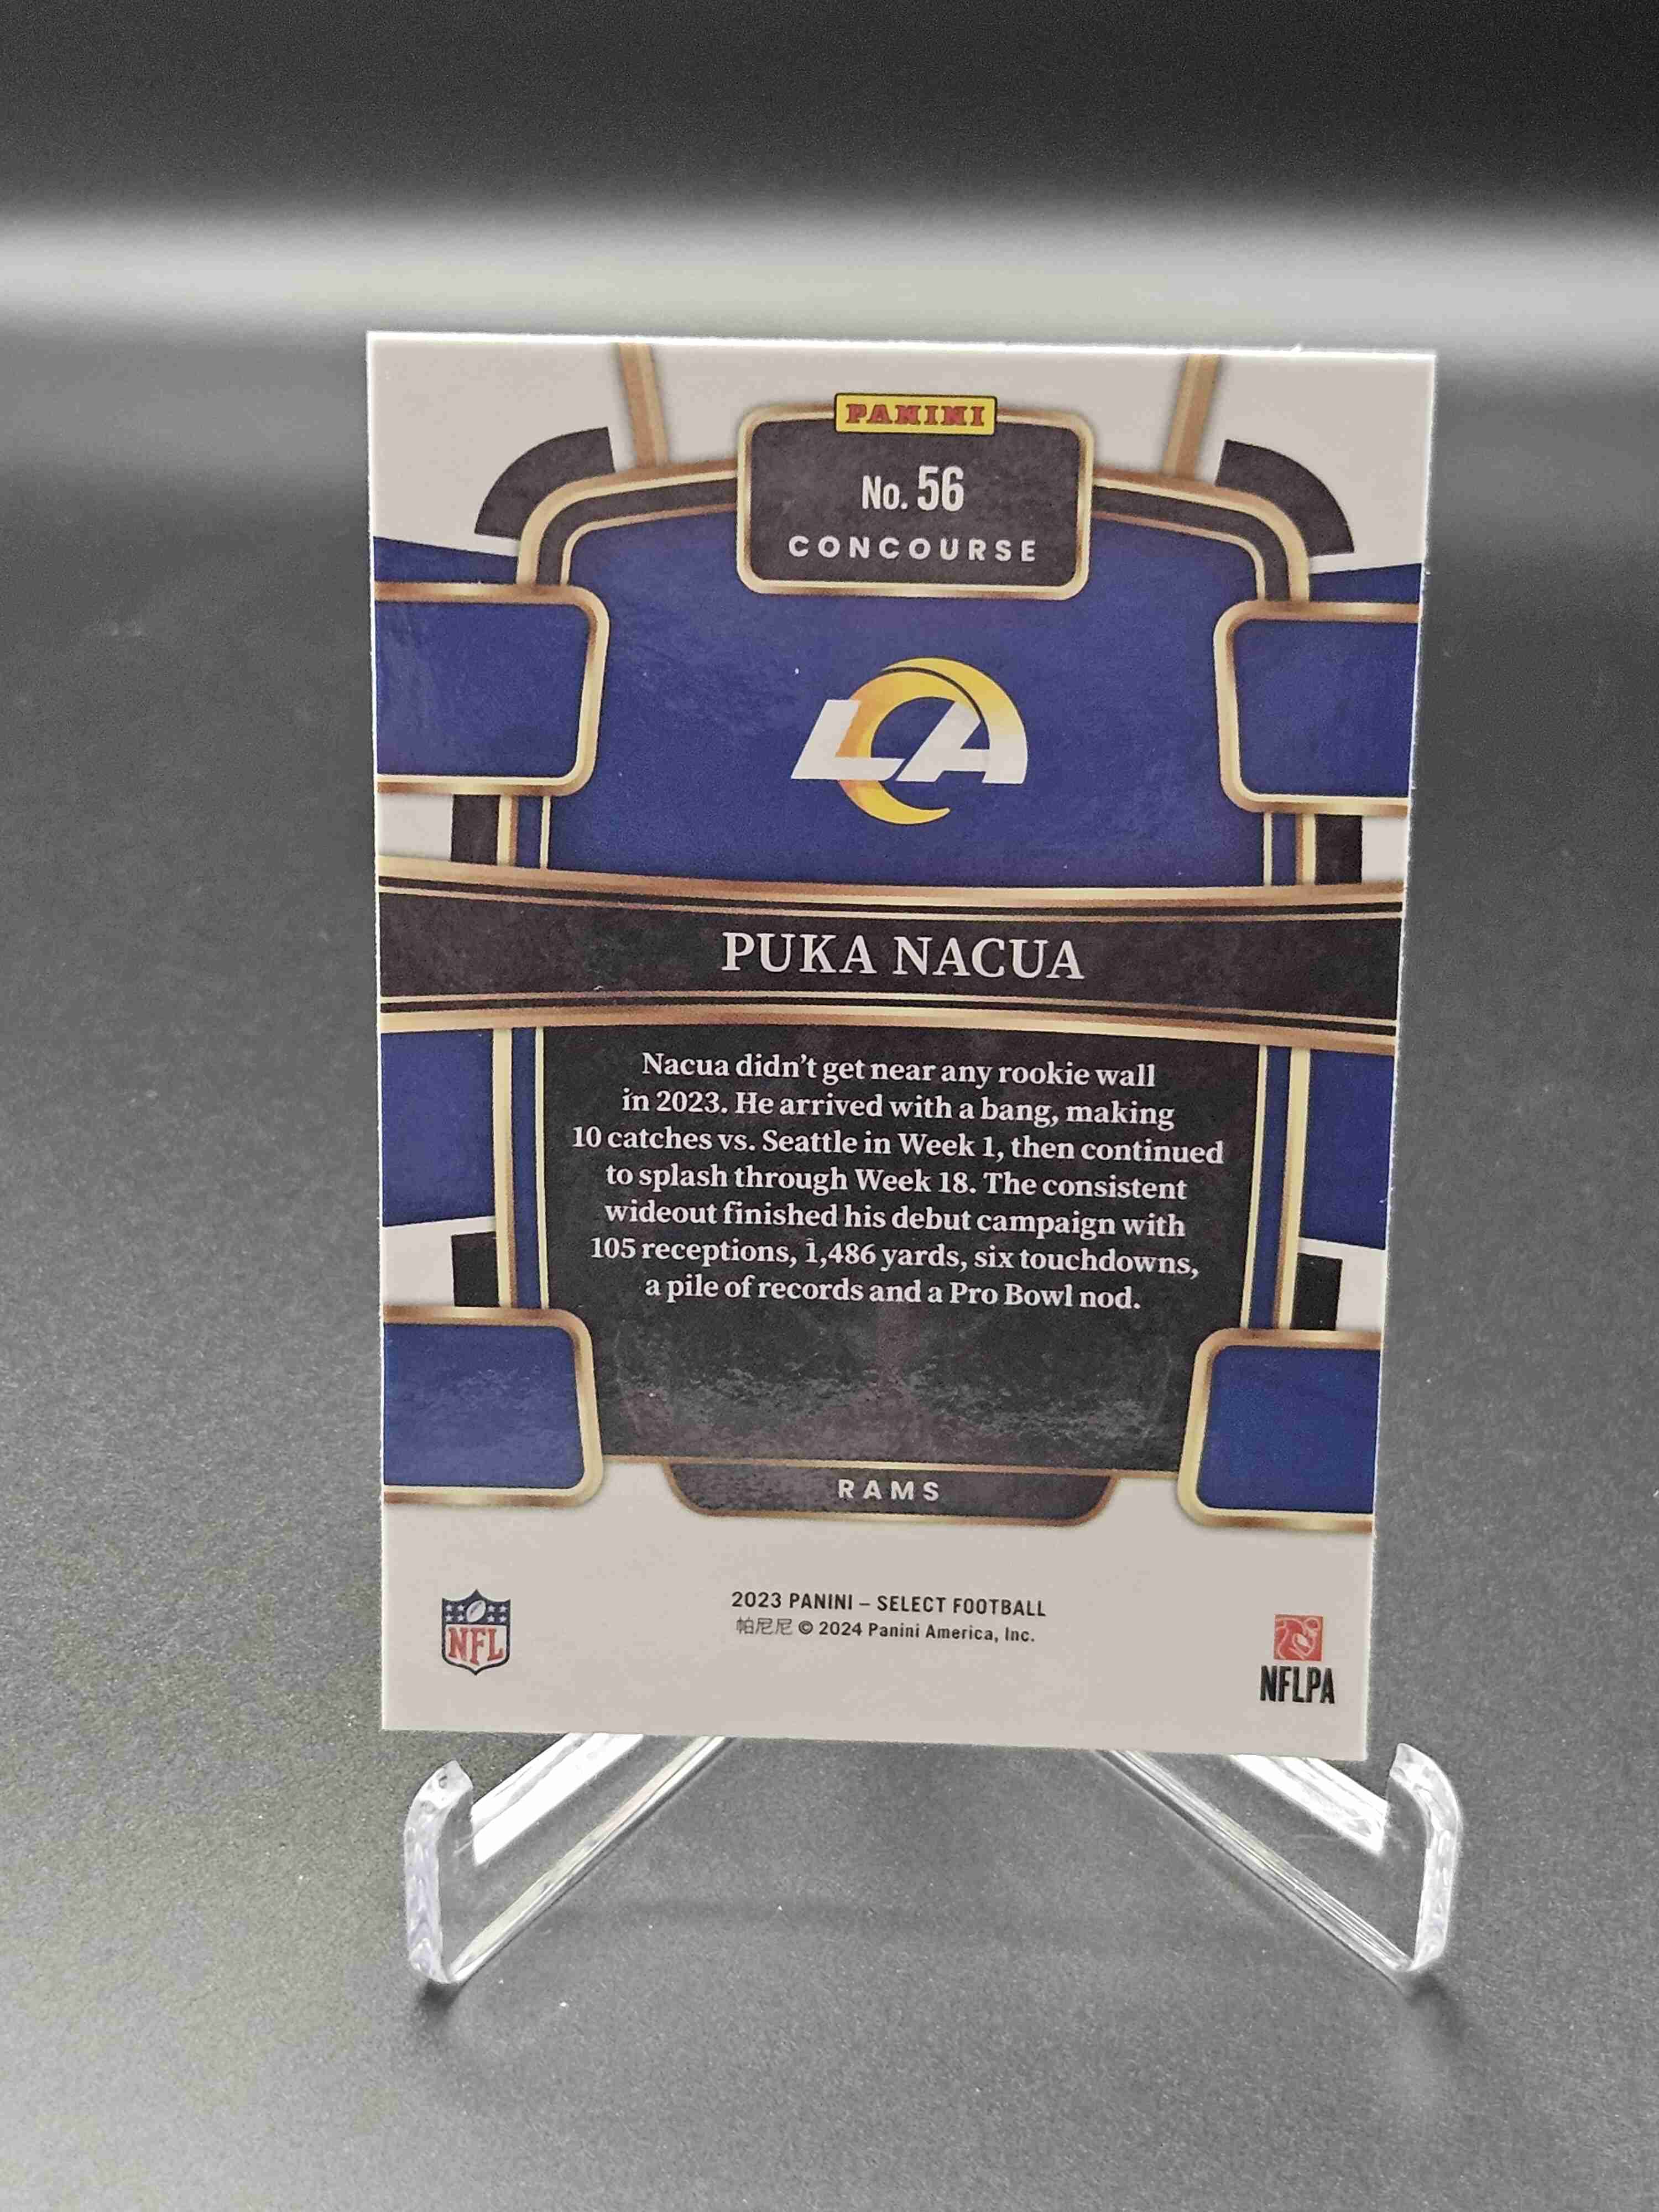 PANINI
No. 56
CONCOURSE
LA
PUKA NACUA
Nacua didn't get near any rookie wall
in 2023. He arrived with a bang, making
10 catches vs. Seattle in Week 1, then continued
to splash through Week 18. The consistent
wideout finished his debut campaign with
105 receptions, 1,486 yards, six touchdowns,
a pile of records and a Pro Bowl nod.
RAMS
2023 PANINI – SELECT FOOTBALL
帕尼尼 © 2024 Panini America, Inc.
NFL
NFLPA